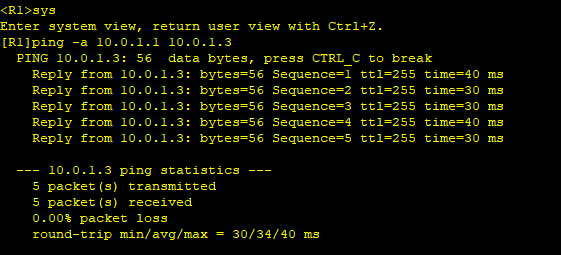 <R1>sys
Enter system view, return user view with Ctrl+Z.
[R1]ping -a 10.0.1.1 10.0.1.3
  PING 10.0.1.3: 56  data bytes, press CTRL_C to break
    Reply from 10.0.1.3: bytes=56 Sequence=1 ttl=255 time=40 ms
    Reply from 10.0.1.3: bytes=56 Sequence=2 ttl=255 time=30 ms
    Reply from 10.0.1.3: bytes=56 Sequence=3 ttl=255 time=30 ms
    Reply from 10.0.1.3: bytes=56 Sequence=4 ttl=255 time=40 ms
    Reply from 10.0.1.3: bytes=56 Sequence=5 ttl=255 time=30 ms
  --- 10.0.1.3 ping statistics ---
    5 packet(s) transmitted
    5 packet(s) received
    0.00% packet loss
    round-trip min/avg/max = 30/34/40 ms